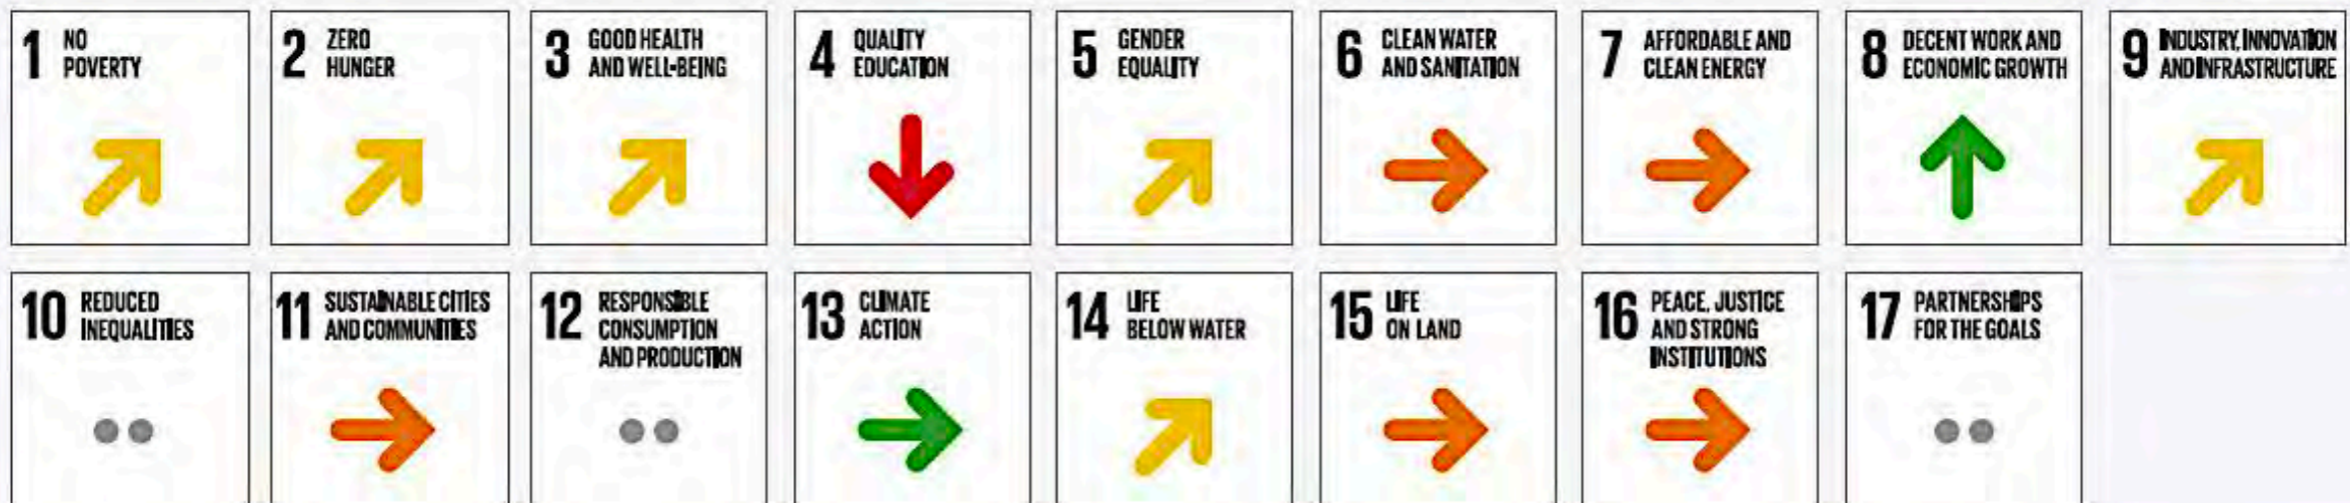 1 NO
POVERTY
2 ZERO
HUNGER
3 GOOD HEALTH
AND WELL-BEING
4 QUALITY
EDUCATION
5 GENDER
EQUALITY
6 CLEAN WATER
AND SANITATION
7 AFFORDABLE AND
CLEAN ENERGY
8 DECENT WORK AND
ECONOMIC GROWTH
9 INDUSTRY, INNOVATION
AND INFRASTRUCTURE
10 REDUCED
INEQUALITIES
11 SUSTAINABLE CITIES
AND COMMUNITIES
12 RESPONSIBLE
CONSUMPTION
AND PRODUCTION
13 CLIMATE
ACTION
14 LIFE
BELOW WATER
15 LIFE
ON LAND
16 PEACE, JUSTICE
AND STRONG
INSTITUTIONS
17 PARTNERSHIPS
FOR THE GOALS